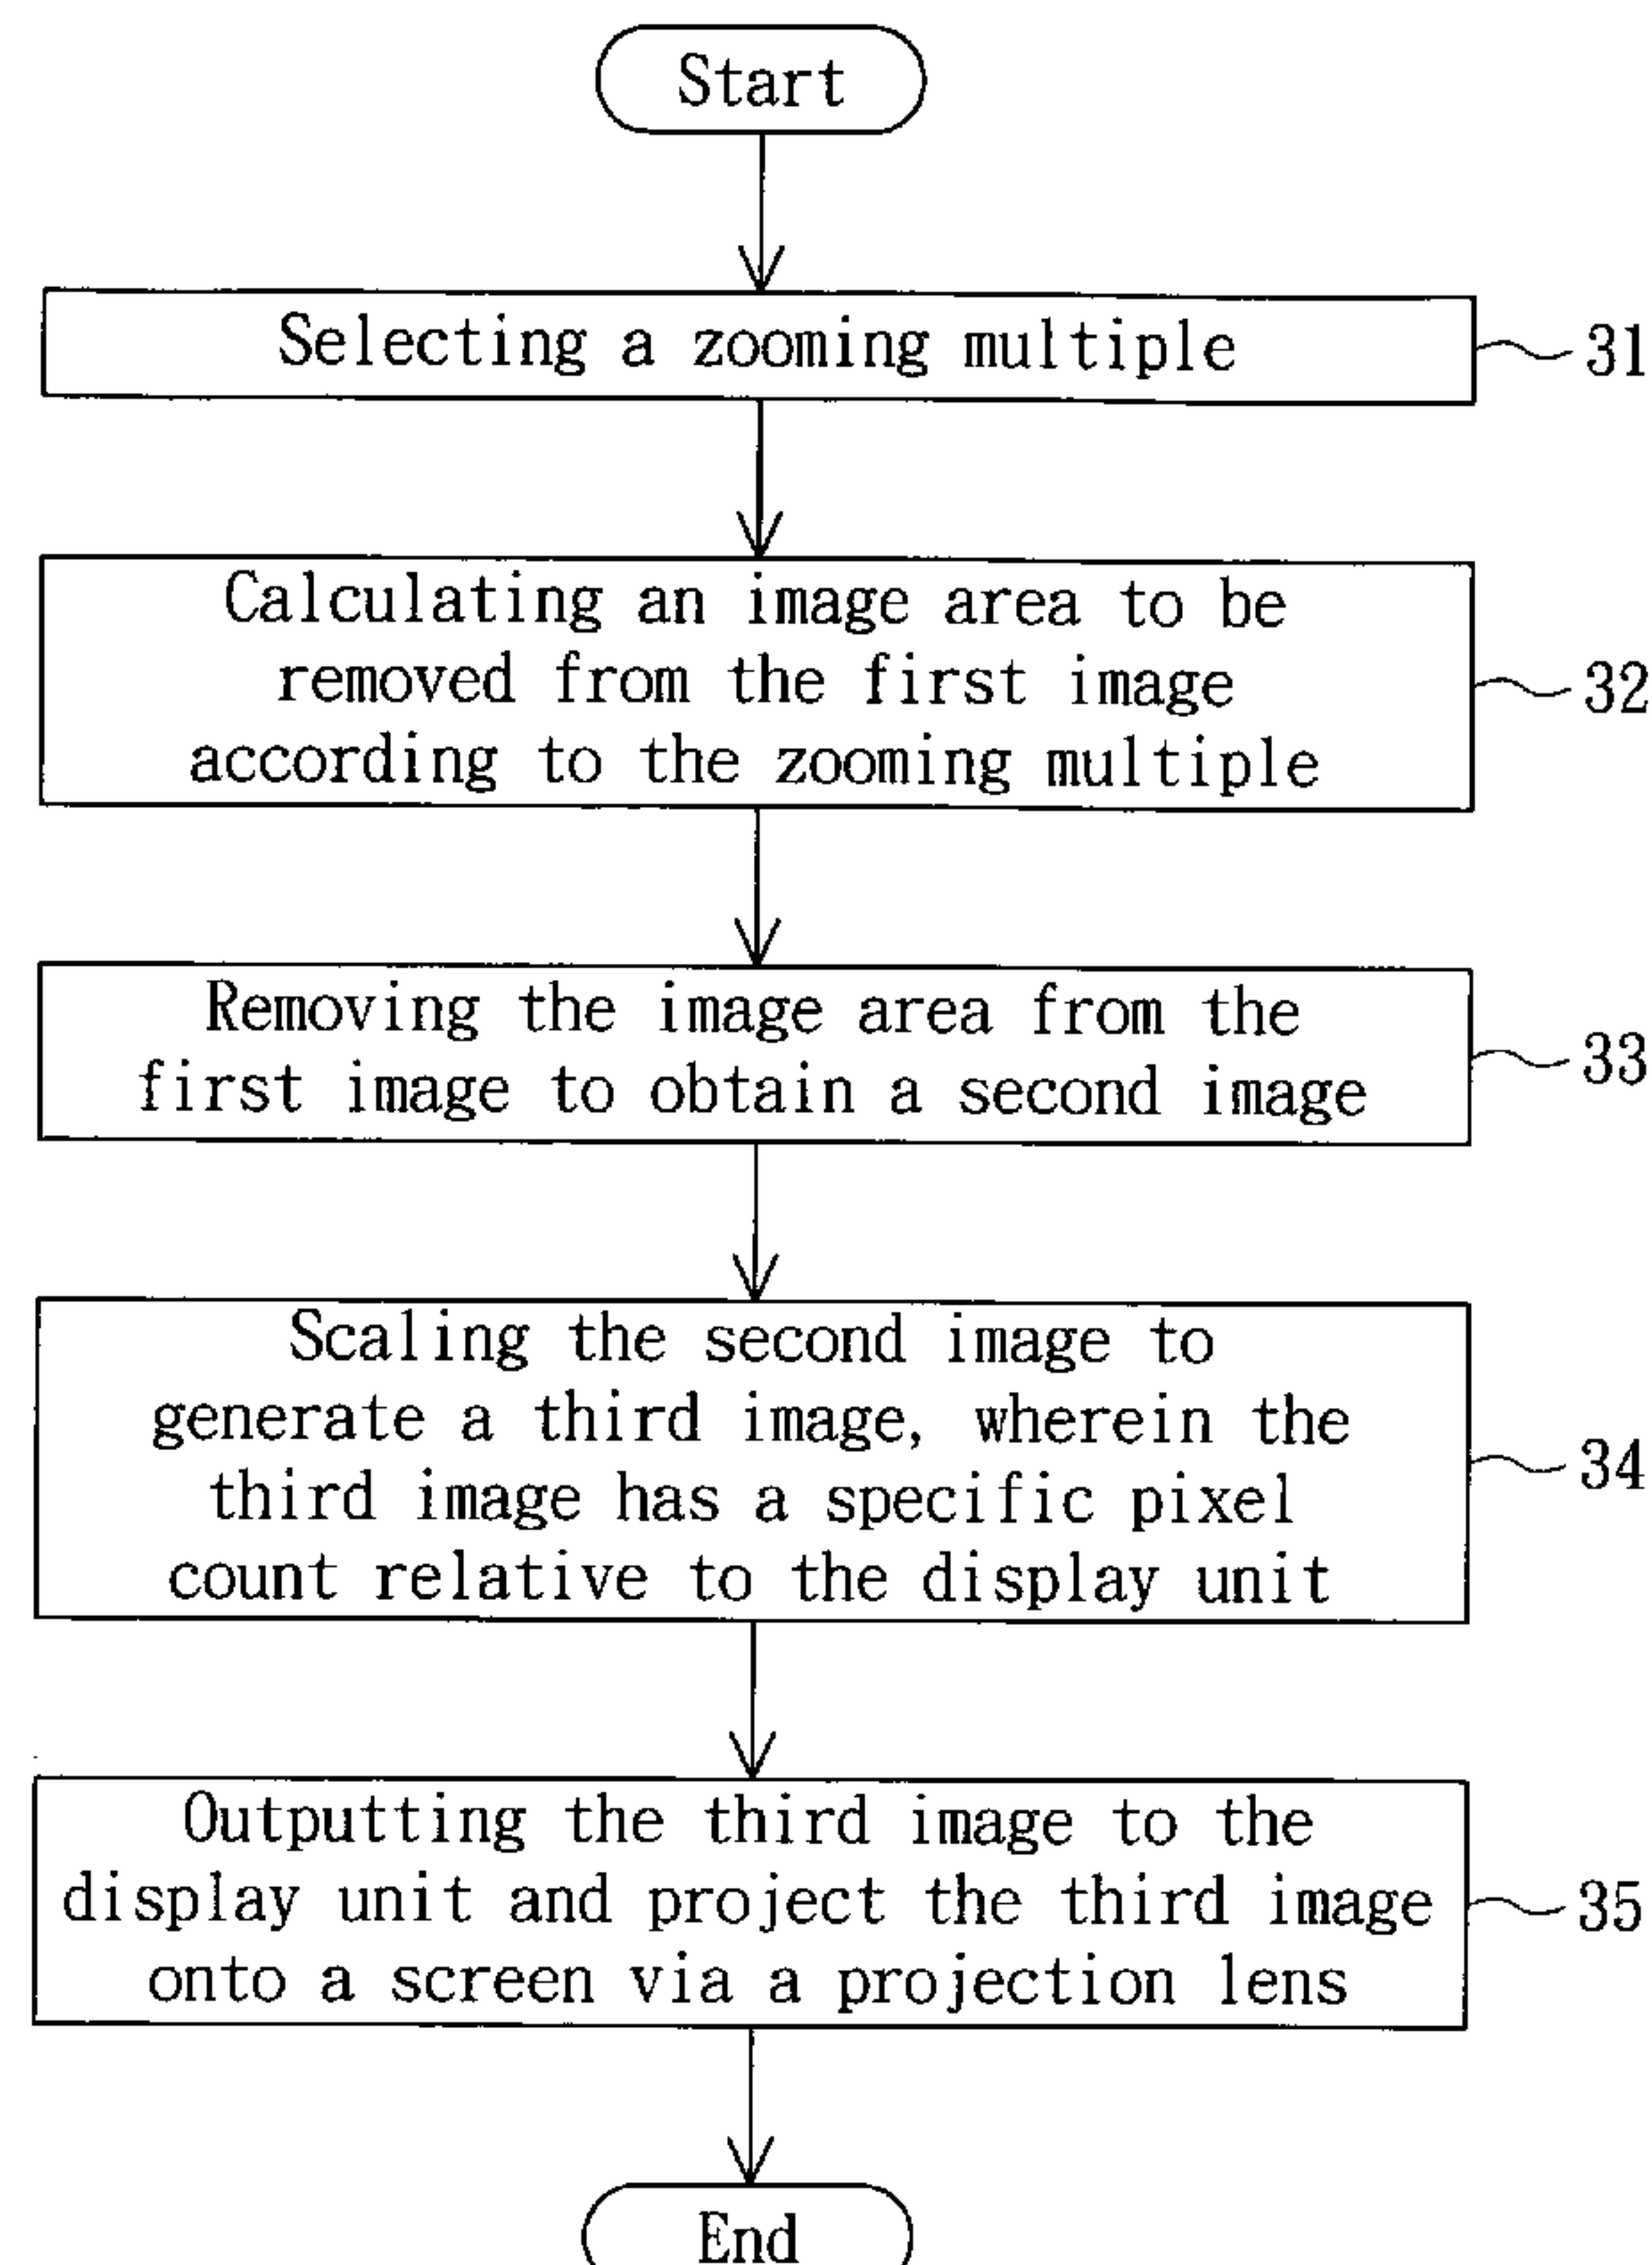 Start
Selecting a zooming multiple
31
Calculating an image area to be
removed from the first image
according to the zooming multiple
32
Removing the image area from the
first image to obtain a second image
33
Scaling the second image to
generate a third image, wherein the
third image has a specific pixel
count relative to the display unit
34
Outputting the third image to the
display unit and project the third image
onto a screen via a projection lens
35
End